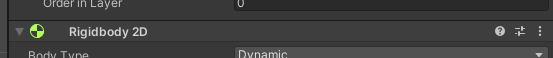 Order in Layer 0
Rigidbody 2D
Body Type Dynamic